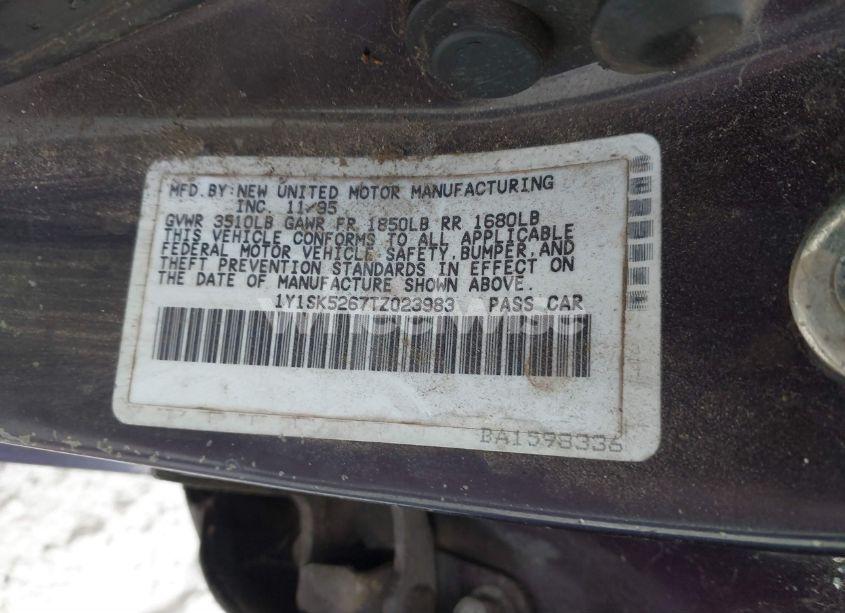 MFD.BY:NEW UNITED MOTOR MANUFACTURING
INC. 11/95
GVWR 3510LB GAWR FR 1850LB RR 1680LB
THIS VEHICLE CONFORMS TO ALL APPLICABLE
FEDERAL MOTOR VEHICLE SAFETY,BUMPER,AND
THEFT PREVENTION STANDARDS IN EFFECT ON
THE DATE OF MANUFACTURE SHOWN ABOVE.
1Y1SK5267TZ023983 PASS CAR
WheelWise
BA1598336